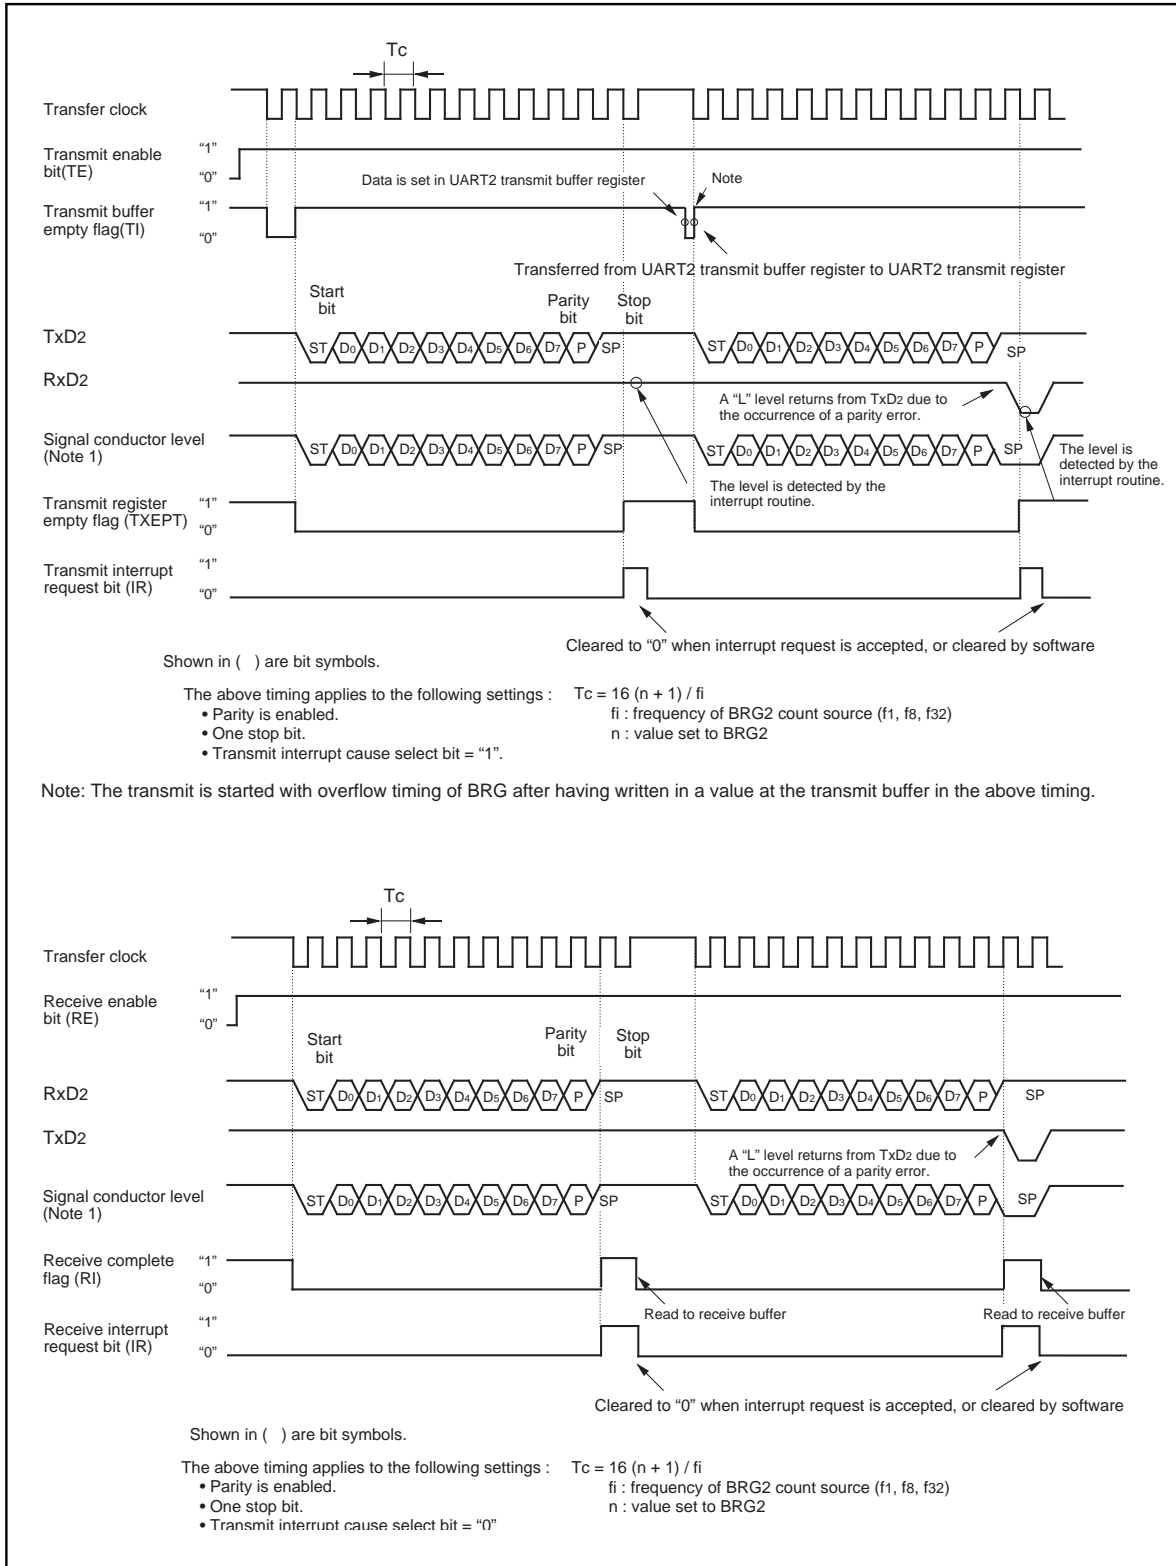 Tc
Transfer clock
Transmit enable
bit(TE)
“1”
“0”
Data is set in UART2 transmit buffer register
Note
Transmit buffer
empty flag(TI)
“1”
“0”
Transferred from UART2 transmit buffer register to UART2 transmit register
Start
bit
Parity
bit
Stop
bit
TxD2
ST D0 D1 D2 D3 D4 D5 D6 D7 P SP
ST D0 D1 D2 D3 D4 D5 D6 D7 P SP
RxD2
A “L” level returns from TxD2 due to
the occurrence of a parity error.
Signal conductor level
(Note 1)
ST D0 D1 D2 D3 D4 D5 D6 D7 P SP
ST D0 D1 D2 D3 D4 D5 D6 D7 P SP
The level is
detected by the
interrupt routine.
The level is detected by the
interrupt routine.
Transmit register
empty flag (TXEPT)
“1”
“0”
Transmit interrupt
request bit (IR)
“1”
“0”
Cleared to “0” when interrupt request is accepted, or cleared by software
Shown in ( ) are bit symbols.
The above timing applies to the following settings :
• Parity is enabled.
• One stop bit.
• Transmit interrupt cause select bit = “1”.
Tc = 16 (n + 1) / fi
fi : frequency of BRG2 count source (f1, f8, f32)
n : value set to BRG2
Note: The transmit is started with overflow timing of BRG after having written in a value at the transmit buffer in the above timing.
Tc
Transfer clock
Receive enable
bit (RE)
“1”
“0”
Start
bit
Parity
bit
Stop
bit
RxD2
ST D0 D1 D2 D3 D4 D5 D6 D7 P SP
ST D0 D1 D2 D3 D4 D5 D6 D7 P SP
TxD2
A “L” level returns from TxD2 due to
the occurrence of a parity error.
Signal conductor level
(Note 1)
ST D0 D1 D2 D3 D4 D5 D6 D7 P SP
ST D0 D1 D2 D3 D4 D5 D6 D7 P SP
Receive complete
flag (RI)
“1”
“0”
Read to receive buffer
Read to receive buffer
Receive interrupt
request bit (IR)
“1”
“0”
Cleared to “0” when interrupt request is accepted, or cleared by software
Shown in ( ) are bit symbols.
The above timing applies to the following settings :
• Parity is enabled.
• One stop bit.
• Transmit interrupt cause select bit = “0”
Tc = 16 (n + 1) / fi
fi : frequency of BRG2 count source (f1, f8, f32)
n : value set to BRG2